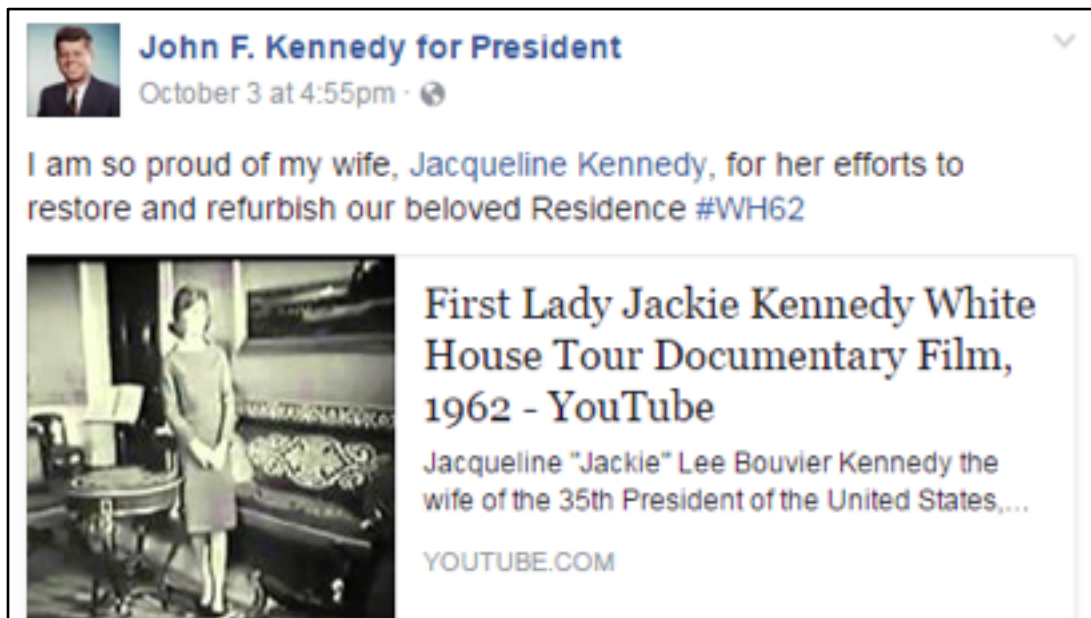 John F. Kennedy for President
October 3 at 4:55pm ·
I am so proud of my wife, Jacqueline Kennedy, for her efforts to
restore and refurbish our beloved Residence #WH62
First Lady Jackie Kennedy White
House Tour Documentary Film,
1962 - YouTube
Jacqueline "Jackie" Lee Bouvier Kennedy the
wife of the 35th President of the United States,...
YOUTUBE.COM